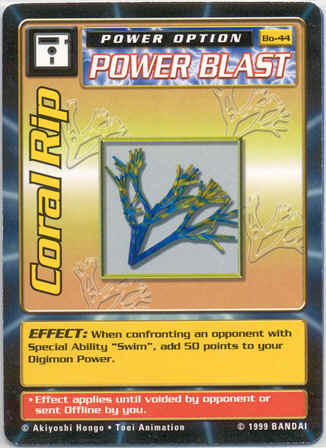 POWER OPTION
Bo-44
POWER BLAST
Coral Rip
EFFECT: When confronting an opponent with
Special Ability "Swim", add 50 points to your
Digimon Power.
• Effect applies until voided by opponent or
sent Offline by you.
© Akiyoshi Hongo • Toei Animation
© 1999 BANDAI